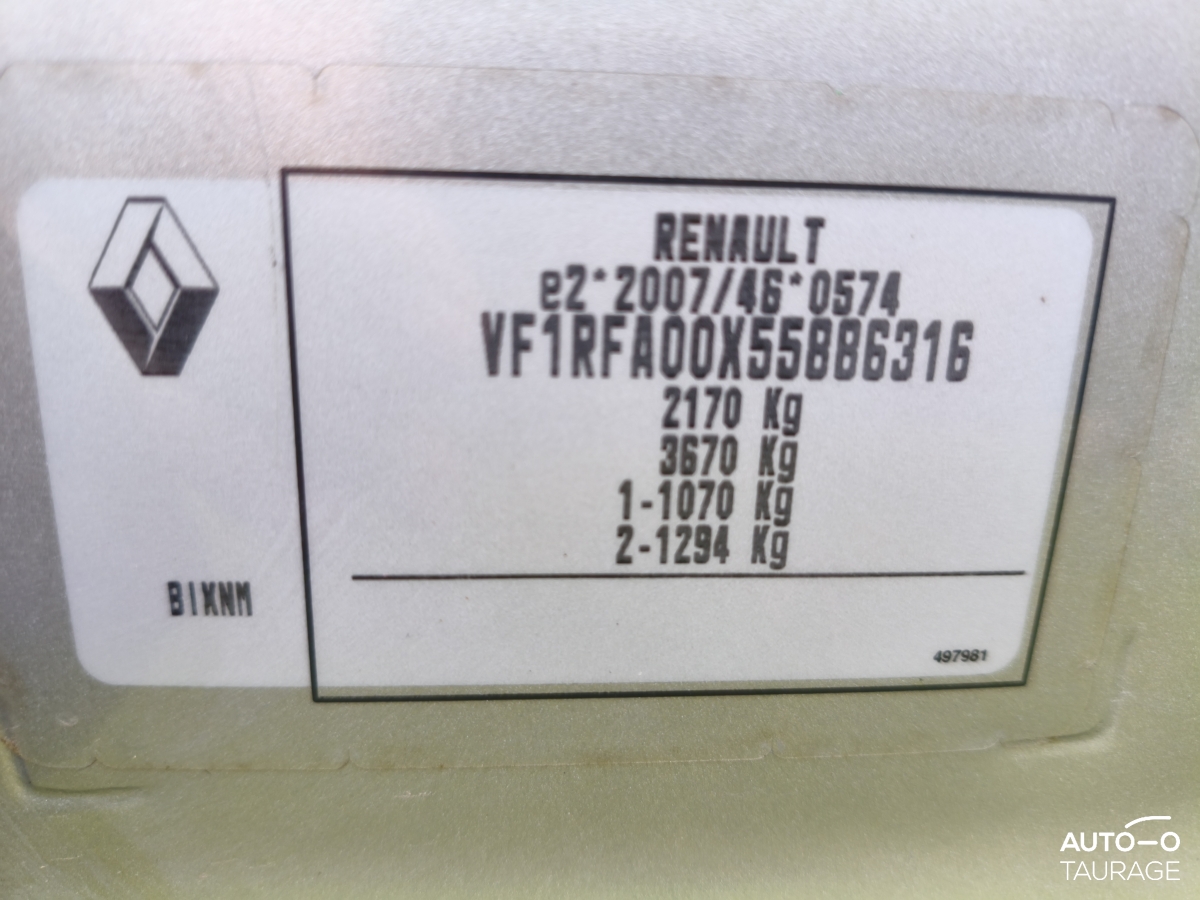 RENAULT
e2*2007/46*0574
VF1RFA00X55886316
2170 Kg
3670 Kg
1-1070 Kg
2-1294 Kg
BIXNM
497981
AUTO-O
TAURAGE